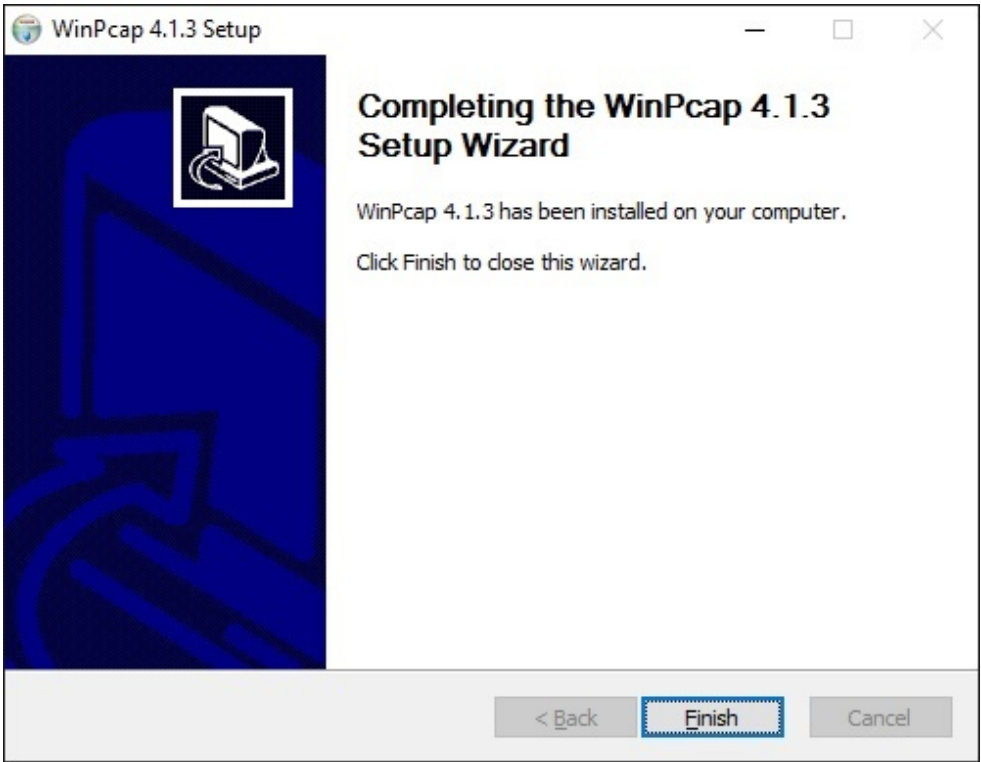 WinPcap 4.1.3 Setup
Completing the WinPcap 4.1.3
Setup Wizard
WinPcap 4.1.3 has been installed on your computer.
Click Finish to close this wizard.
< Back
Finish
Cancel